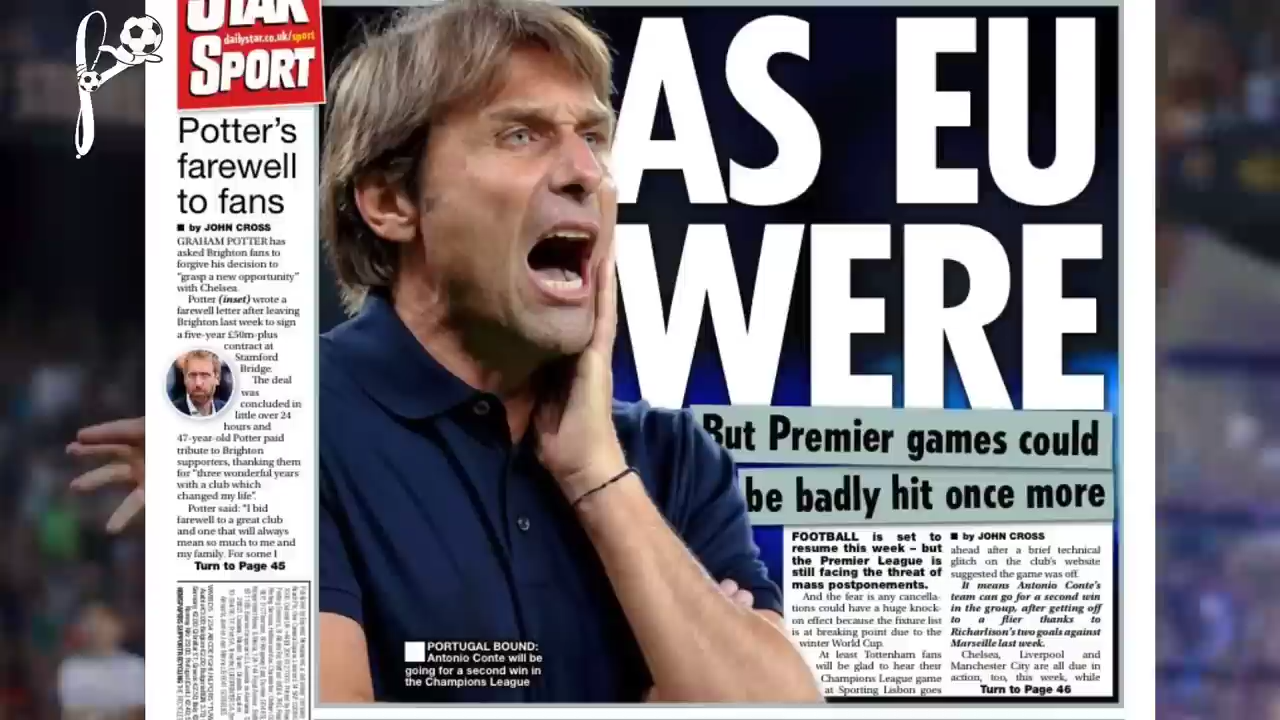 STAR
dailystar.co.uk/sport
SPORT
Potter's
farewell
to fans
■ by JOHN CROSS
GRAHAM POTTER has
asked Brighton fans to
forgive his decision to
"grasp a new opportunity"
with Chelsea.
Potter (inset) wrote a
farewell letter after leaving
Brighton last week to sign
a five-year £50m-plus
contract at
Stamford
Bridge.
The deal
was
concluded in
little over 24
hours and
47-year-old Potter paid
tribute to Brighton
supporters, thanking them
for "three wonderful years
with a club which
changed my life".
Potter said: "I bid
farewell to a great club
and one that will always
mean so much to me and
my family. For some I
Turn to Page 45
AS EU
WERE
But Premier games could
be badly hit once more
PORTUGAL BOUND:
Antonio Conte will be
going for a second win in
the Champions League
FOOTBALL is set to
resume this week – but
the Premier League is
still facing the threat of
mass postponements.
And the fear is any cancella-
tions could have a huge knock-
on effect because the fixture list
is at breaking point due to the
winter World Cup.
At least Tottenham fans
will be glad to hear their
Champions League game
at Sporting Lisbon goes
■ by JOHN CROSS
ahead after a brief technical
glitch on the club's website
suggested the game was off.
It means Antonio Conte's
team can go for a second win
in the group, after getting off
to a flier thanks to
Richarlison's two goals against
Marseille last week.
Chelsea, Liverpool and
Manchester City are all due in
action, too, this week, while
Turn to Page 46